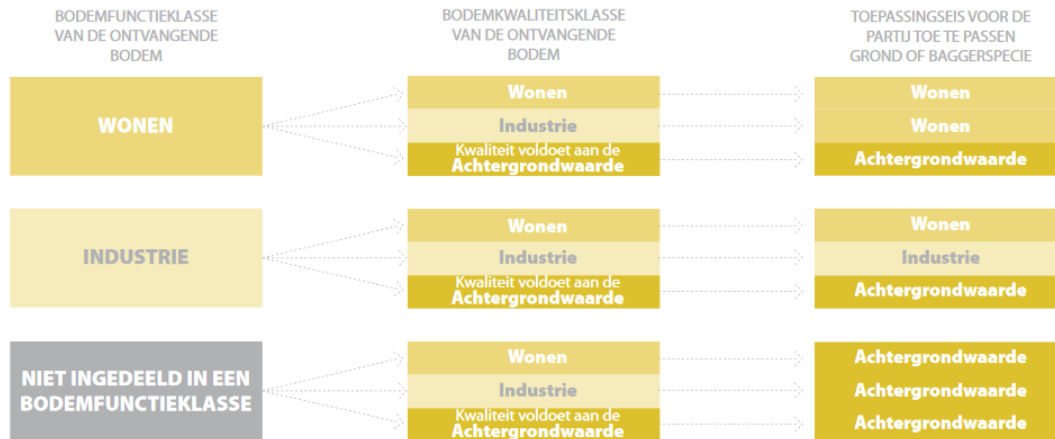 BODEMFUNCTIEKLASSE
VAN DE ONTVANGENDE
BODEM
BODEMKWALITEITSKLASSE
VAN DE ONTVANGENDE
BODEM
TOEPASSINGSEIS VOOR DE
PARTIJ TOE TE PASSEN
GROND OF BAGGERSPECIE
WONEN
Wonen
Industrie
Kwaliteit voldoet aan de
Achtergrondwaarde
Wonen
Wonen
Achtergrondwaarde
INDUSTRIE
Wonen
Industrie
Kwaliteit voldoet aan de
Achtergrondwaarde
Wonen
Industrie
Achtergrondwaarde
NIET INGEDEELD IN EEN
BODEMFUNCTIEKLASSE
Wonen
Industrie
Kwaliteit voldoet aan de
Achtergrondwaarde
Achtergrondwaarde
Achtergrondwaarde
Achtergrondwaarde